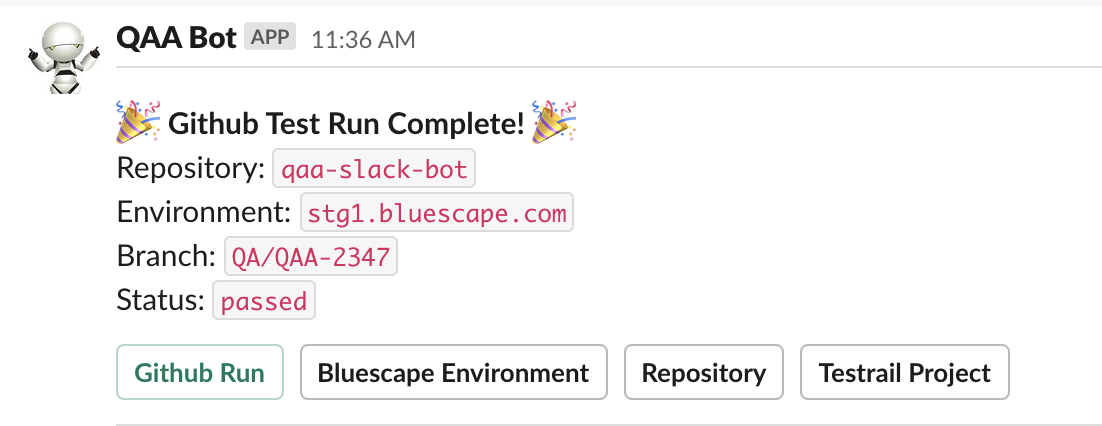 QAA Bot APP 11:36 AM
Github Test Run Complete!
Repository: qaa-slack-bot
Environment: stg1.bluescape.com
Branch: QA/QAA-2347
Status: passed
Github Run Bluescape Environment Repository Testrail Project